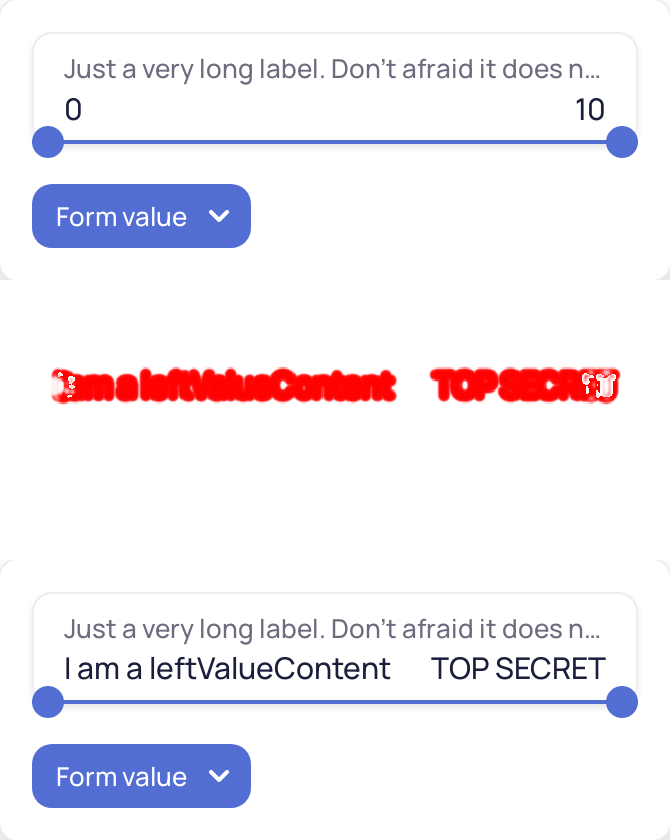 Just a very long label. Don't afraid it does n...
0 10
Form value
I am a leftValueContent TOP SECRET
Just a very long label. Don't afraid it does n...
I am a leftValueContent TOP SECRET
Form value